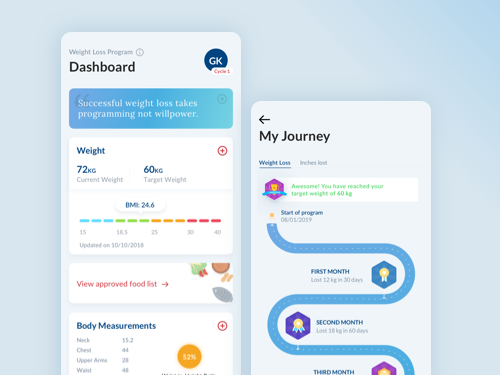 Weight Loss Program
Dashboard
GK
Cycle 1
Successful weight loss takes
programming not willpower.
Weight
72KG
Current Weight
60KG
Target Weight
BMI: 24.6
15 18.5 25 30 40
Updated on 10/10/2018
View approved food list →
Body Measurements
Neck 15.2
Chest 44
Upper Arms 28
Waist 48
52%
My Journey
Weight Loss Inches lost
Awesome! You have reached your
target weight of 60 kg
Start of program
08/01/2019
FIRST MONTH
Lost 12 kg in 30 days
SECOND MONTH
Lost 18 kg in 60 days
THIRD MONTH